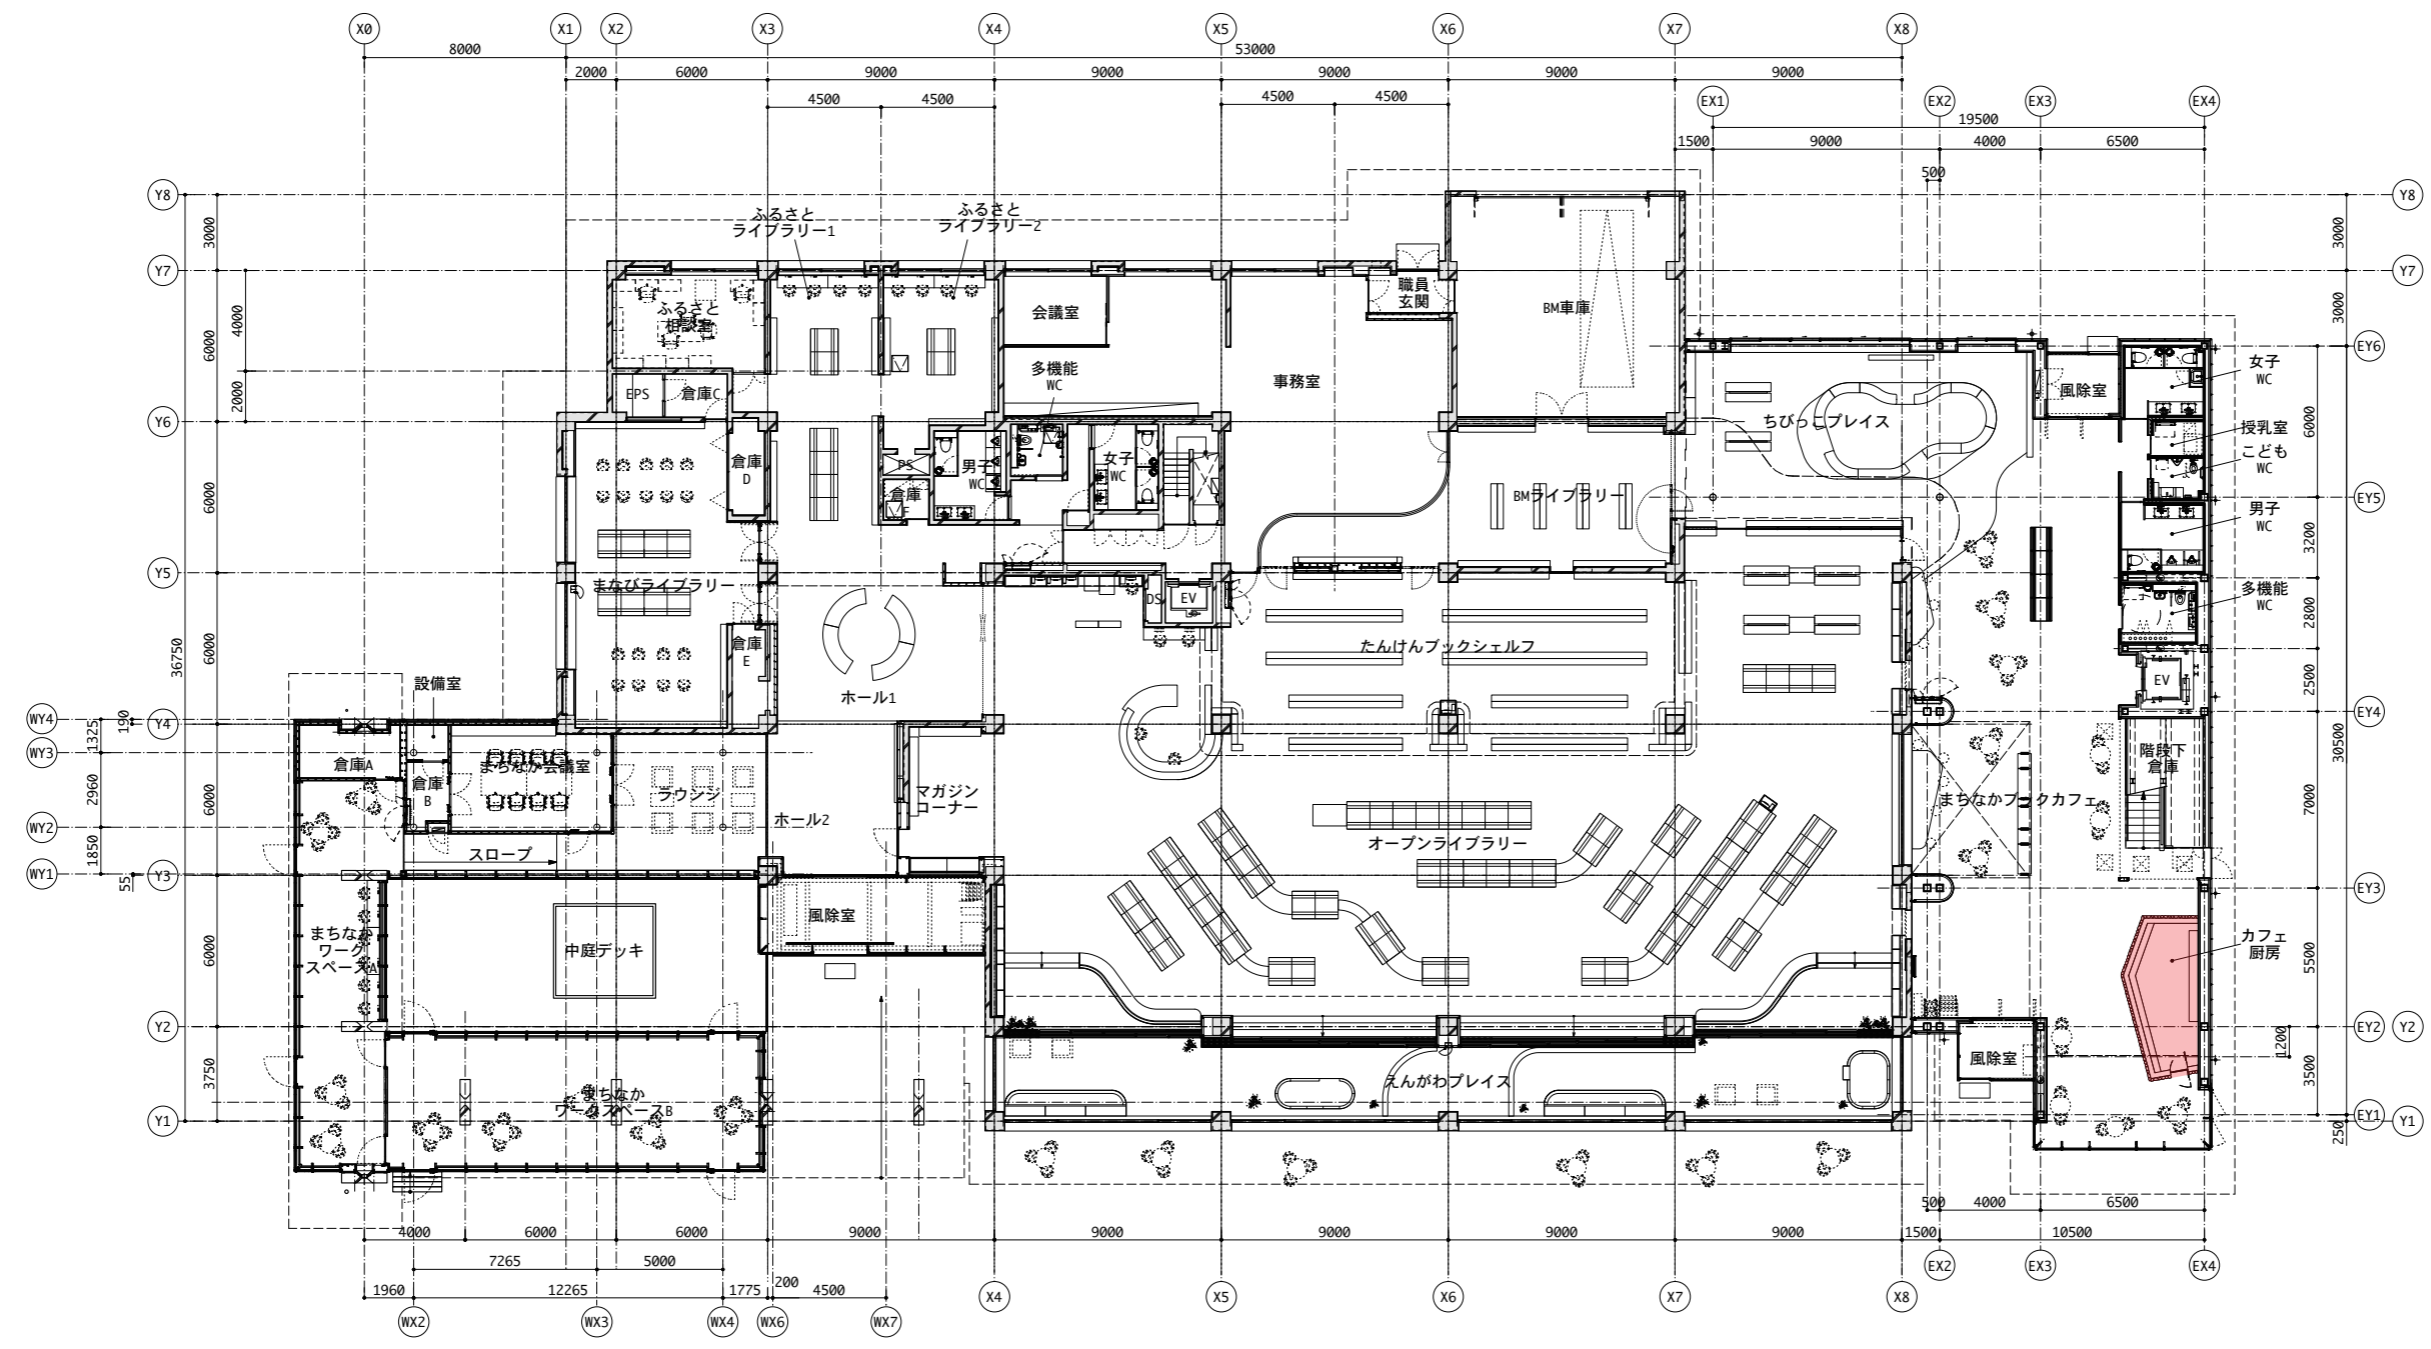 X0
X1
X2
X3
X4
X5
X6
X7
X8
8000
53000
2000
6000
9000
9000
9000
9000
9000
4500
4500
4500
4500
EX1
EX2
EX3
EX4
19500
1500
9000
4000
6500
500
Y8
Y8
3000
3000
Y7
Y7
ふるさと
ライブラリー1
ふるさと
ライブラリー2
4000
6000
2000
3000
ふるさと
相談室
会議室
職員
玄関
BM車庫
EY6
多機能
WC
事務室
EPS
倉庫C
風除室
女子
WC
Y6
ちびっこプレイス
6000
授乳室
こども
WC
倉庫
D
PS
男子
WC
女子
WC
倉庫
BMライブラリー
EY5
6000
男子
WC
3200
Y5
まなびライブラリー
DS
EV
多機能
WC
2800
36750
6000
倉庫
E
たんけんブックシェルフ
2500
EV
設備室
ホール1
WY4
190
Y4
EY4
1325
WY3
30500
倉庫A
倉庫
B
まちなか会議室
ラウンジ
マガジン
コーナー
階段下
倉庫
2960
6000
まちなかブックカフェ
7000
WY2
ホール2
1850
スロープ
オープンライブラリー
WY1
55
Y3
EY3
風除室
まちなか
ワーク
スペースA
中庭デッキ
6000
カフェ
厨房
5500
Y2
EY2
Y2
1200
風除室
3500
3750
まちなか
ワークスペースB
えんがわプレイス
Y1
EY1
Y1
250
500
4000
6500
4000
6000
6000
9000
9000
9000
9000
9000
1500
10500
7265
5000
EX2
EX3
EX4
1960
12265
1775
200
4500
X4
X5
X6
X7
X8
WX2
WX3
WX4
WX6
WX7